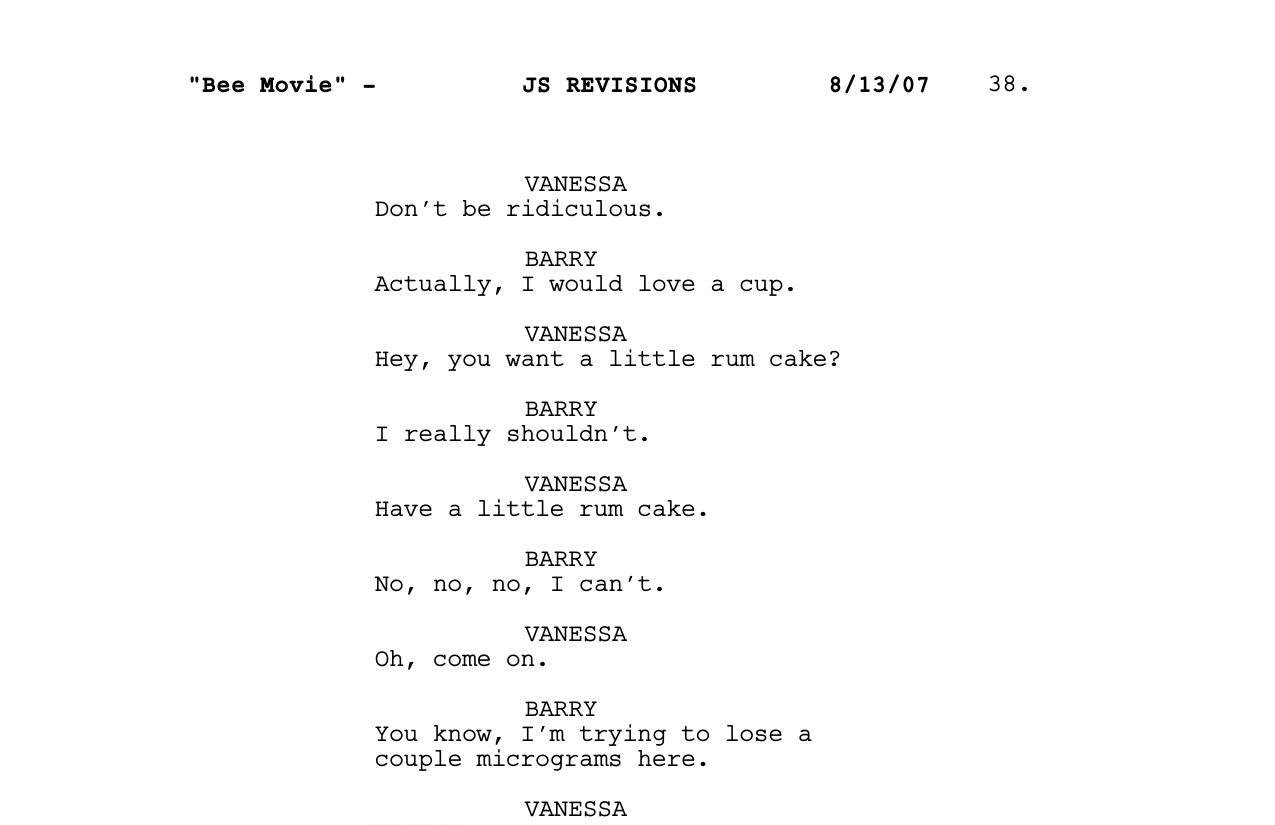 "Bee Movie" - JS REVISIONS 8/13/07 38.
VANESSA
Don't be ridiculous.
BARRY
Actually, I would love a cup.
VANESSA
Hey, you want a little rum cake?
BARRY
I really shouldn't.
VANESSA
Have a little rum cake.
BARRY
No, no, no, I can't.
VANESSA
Oh, come on.
BARRY
You know, I'm trying to lose a
couple micrograms here.
VANESSA